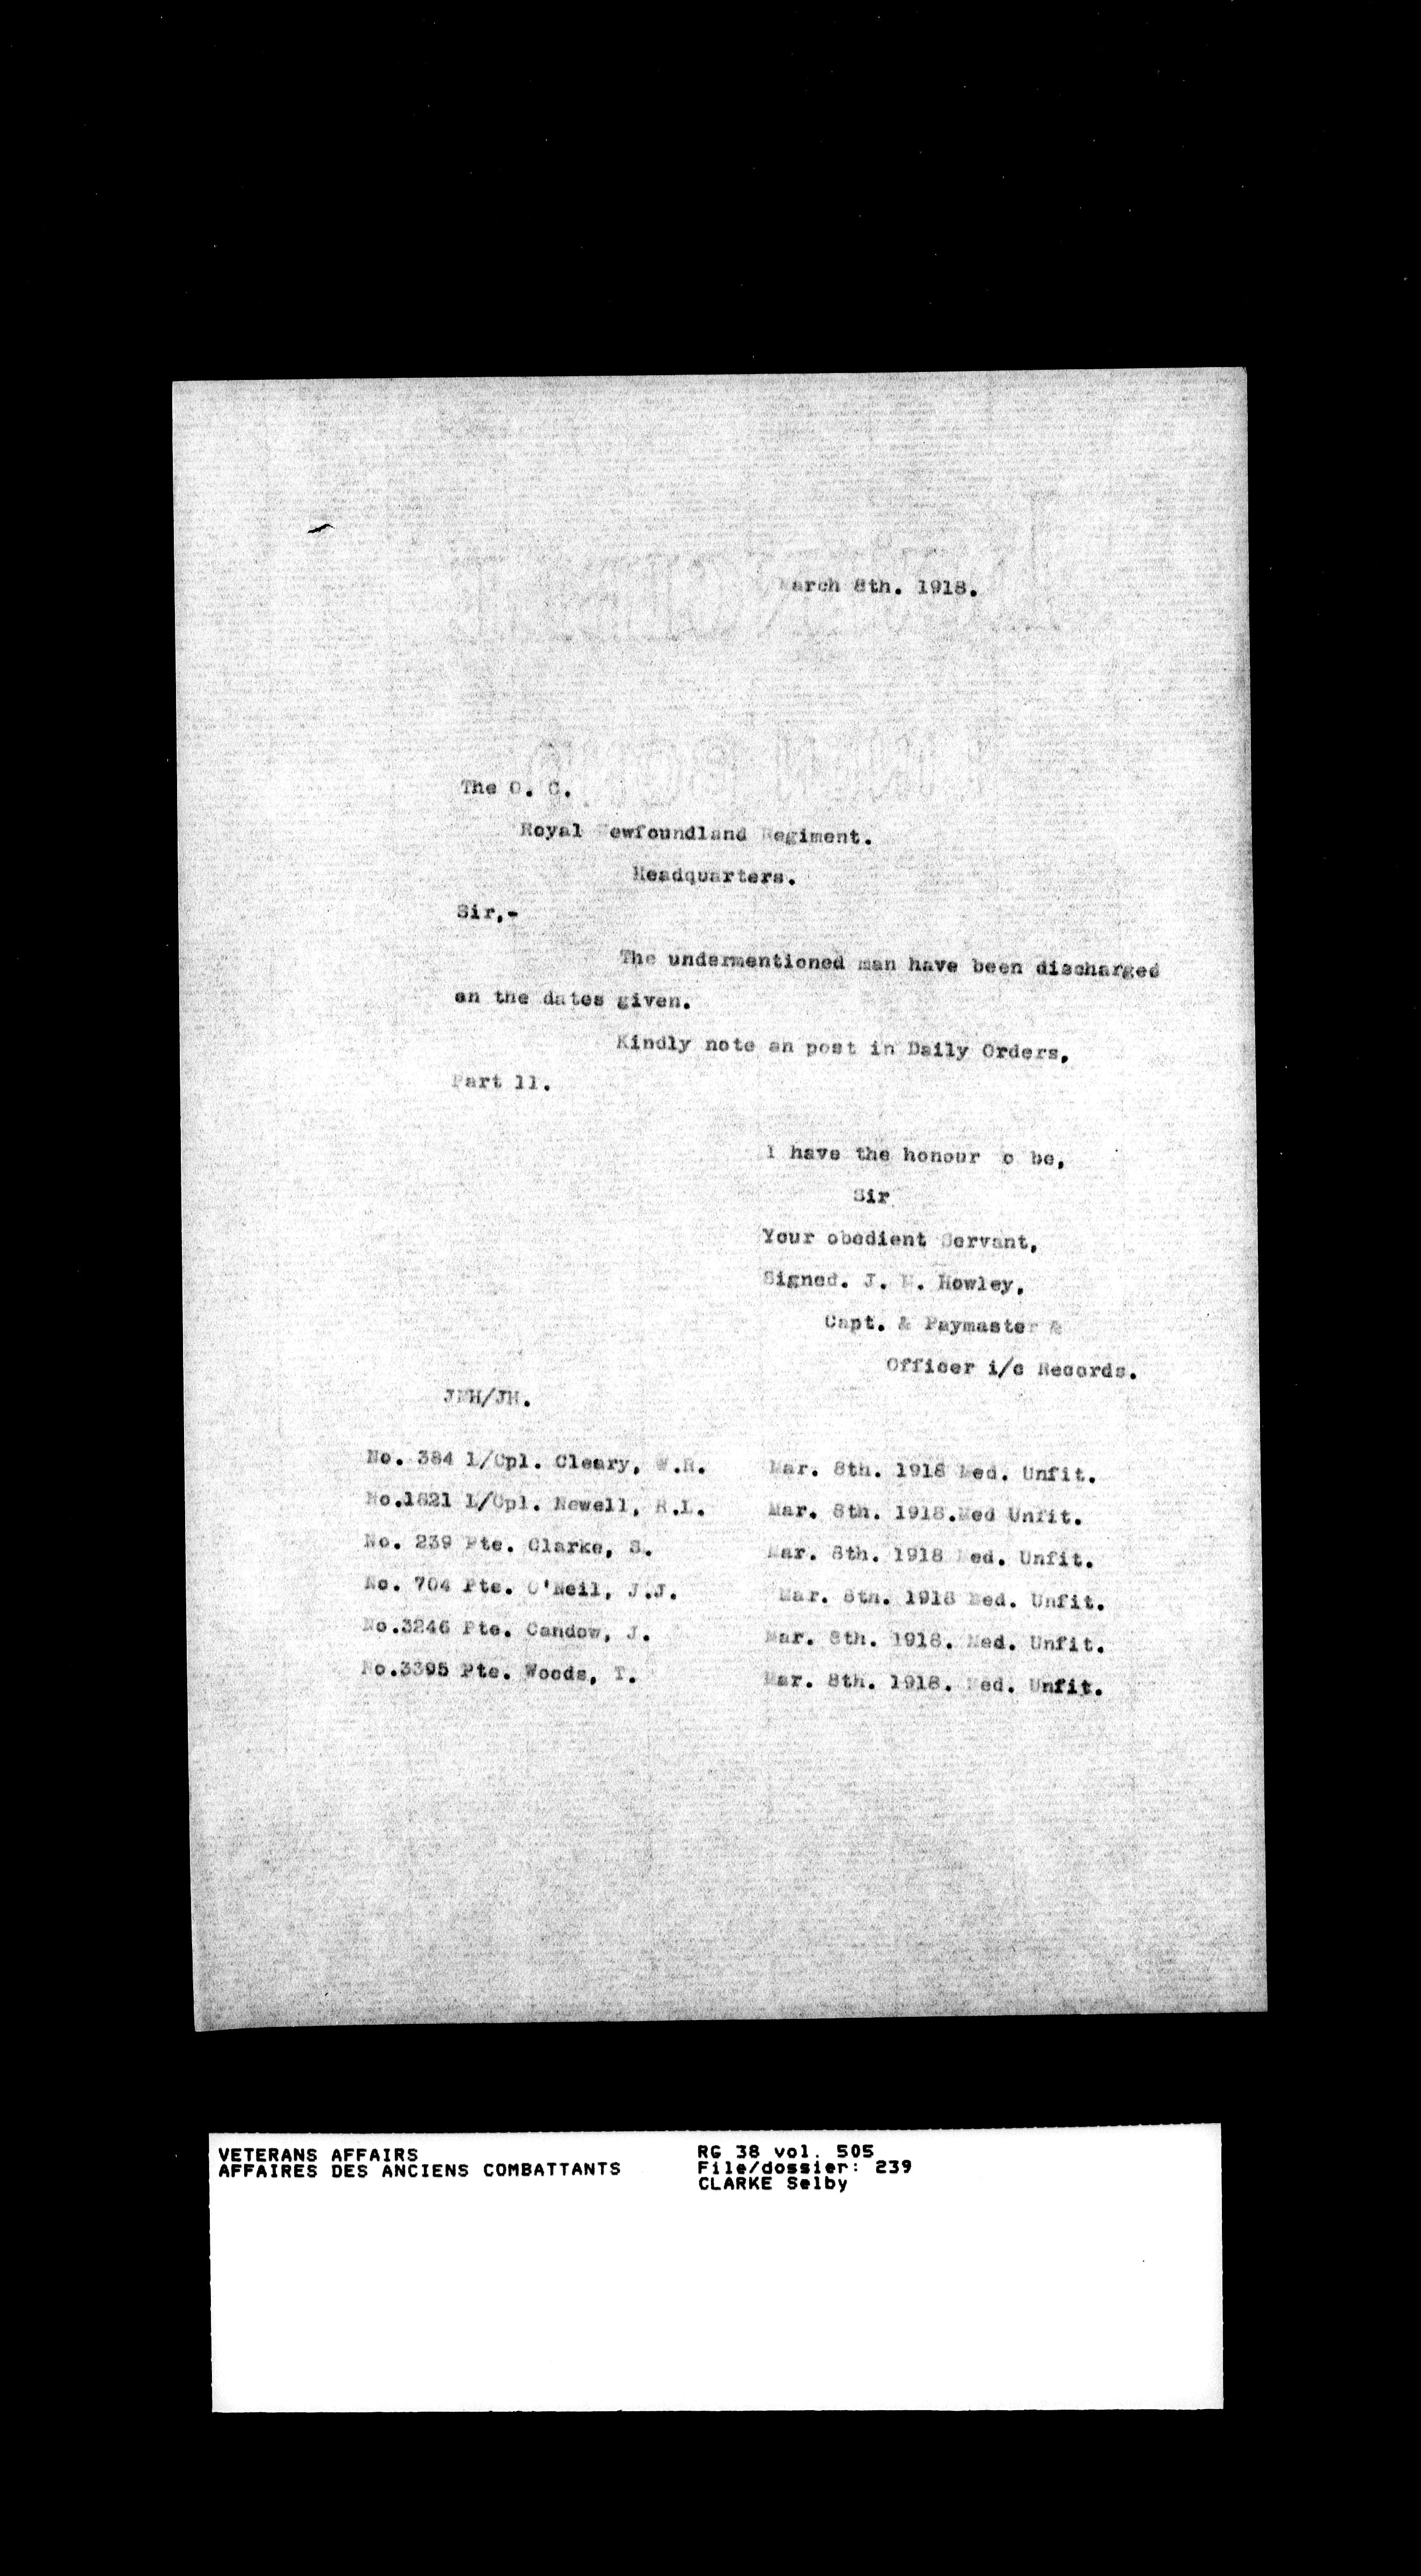 March 8th. 1918.
The O. C.
Royal Newfoundland Regiment.
Headquarters.
Sir,-
The undermentioned man have been discharged
on the dates given.
Kindly note an post in Daily Orders,
Part 11.
I have the honour o be,
Sir
Your obedient Servant,
Signed. J. M. Howley,
Capt. & Paymaster &
Officer i/c Records.
JMH/JH.
No. 384 L/Cpl. Cleary, W.R. Mar. 8th. 1918 Med. Unfit.
No.1821 L/Cpl. Newell, R.L. Mar. 8th. 1918.Med Unfit.
No. 239 Pte. Clarke, S. Mar. 8th. 1918 Med. Unfit.
No. 704 Pte. O'Neil, J.J. Mar. 8th. 1918 Med. Unfit.
No.3246 Pte. Candow, J. Mar. 8th. 1918. Med. Unfit.
No.3395 Pte. Woods, T. Mar. 8th. 1918. Med. Unfit.
VETERANS AFFAIRS RG 38 vol. 505
AFFAIRES DES ANCIENS COMBATTANTS File/dossier: 239
CLARKE Selby